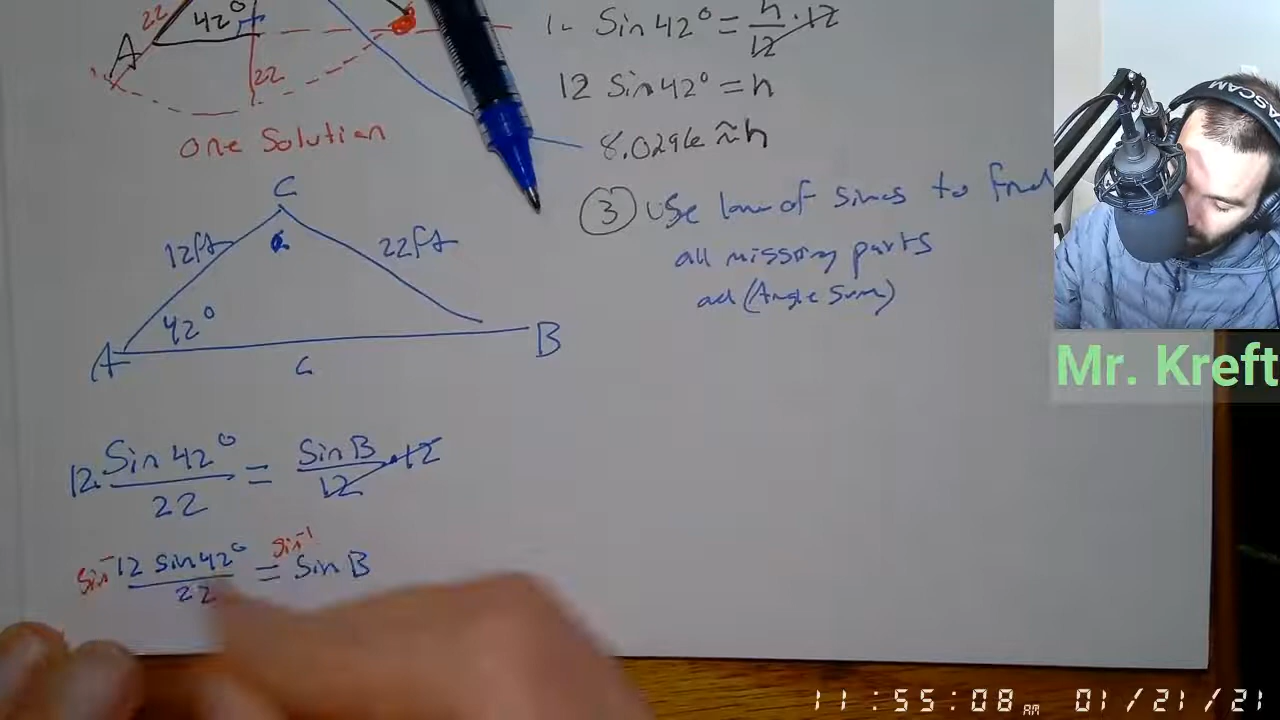 22 42°
A
22
One Solution
1. Sin 42° = h/12 · 12
12 Sin 42° = h
8.0296 ≈ h
③ Use law of sines to find
all missing parts
and (Angle Sum)
C
12ft 22ft
42°
A B
c
12 · Sin 42°/22 = Sin B/12 · 12
sin⁻ 12 sin 42°/22 = sin⁻¹ Sin B
ASCAM
Mr. Kreft
11:55:08 AM 01/21/21